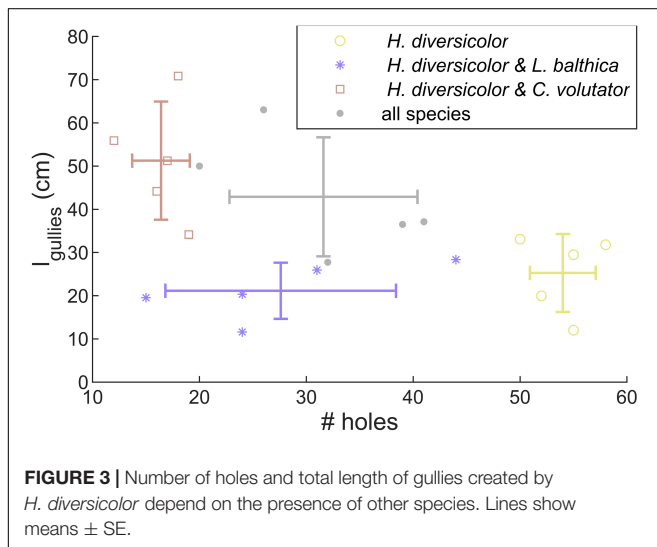 80
70
60
50
40
30
20
10
0
l gullies (cm)
H. diversicolor
H. diversicolor & L. balthica
H. diversicolor & C. volutator
all species
10 20 30 40 50 60
# holes
FIGURE 3 | Number of holes and total length of gullies created by
H. diversicolor depend on the presence of other species. Lines show
means ± SE.